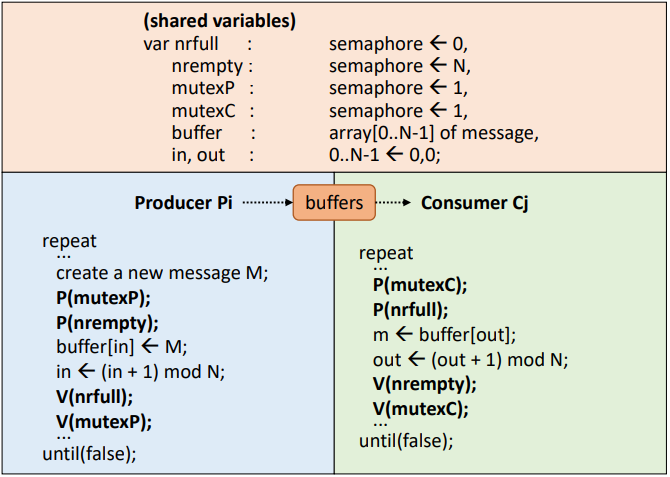 (shared variables)
var nrfull : semaphore ← 0,
nrempty : semaphore ← N,
mutexP : semaphore ← 1,
mutexC : semaphore ← 1,
buffer : array[0..N-1] of message,
in, out : 0..N-1 ← 0,0;
Producer Pi
buffers
Consumer Cj
repeat
...
create a new message M;
P(mutexP);
P(nrempty);
buffer[in] ← M;
in ← (in + 1) mod N;
V(nrfull);
V(mutexP);
...
until(false);
repeat
...
P(mutexC);
P(nrfull);
m ← buffer[out];
out ← (out + 1) mod N;
V(nrempty);
V(mutexC);
...
until(false);